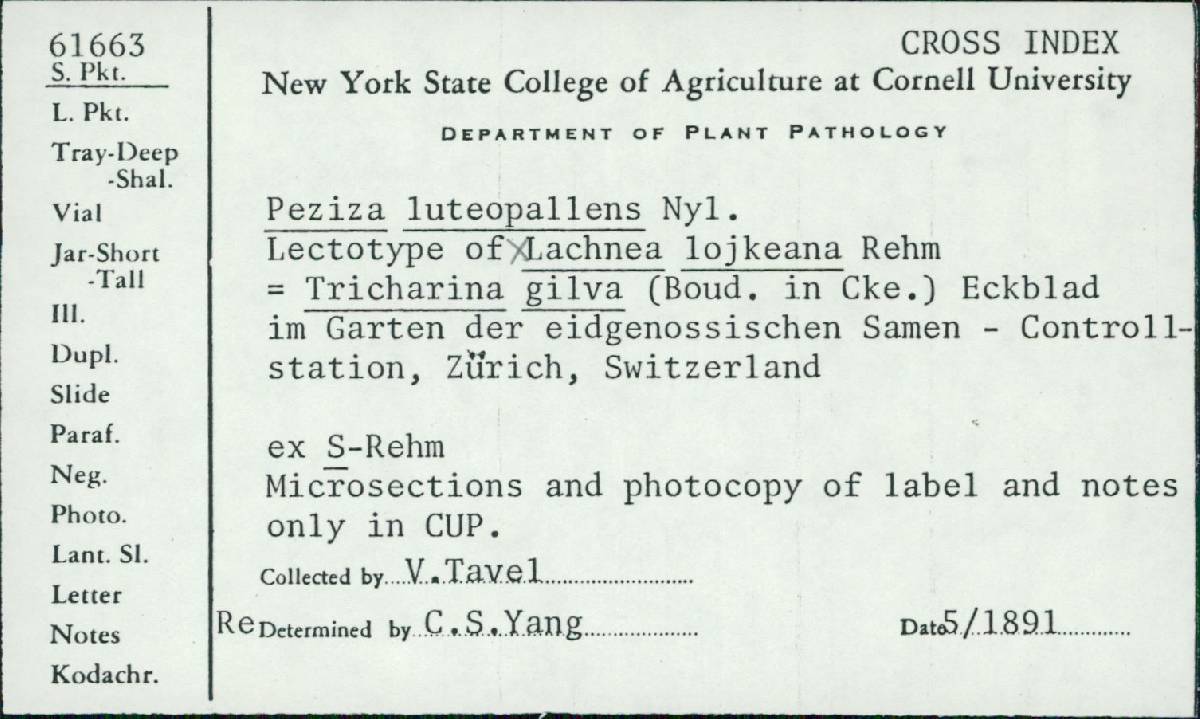 61663
S. Pkt.
L. Pkt.
Tray-Deep
-Shal.
Vial
Jar-Short
-Tall
Ill.
Dupl.
Slide
Paraf.
Neg.
Photo.
Lant. Sl.
Letter
Notes
Kodachr.
CROSS INDEX
New York State College of Agriculture at Cornell University
DEPARTMENT OF PLANT PATHOLOGY
Peziza luteopallens Nyl.
Lectotype of XLachnea lojkeana Rehm
= Tricharina gilva (Boud. in Cke.) Eckblad
im Garten der eidgenossischen Samen - Controll-
station, Zürich, Switzerland
ex S-Rehm
Microsections and photocopy of label and notes
only in CUP.
Collected by V.Tavel
ReDetermined by C.S.Yang Date5/1891